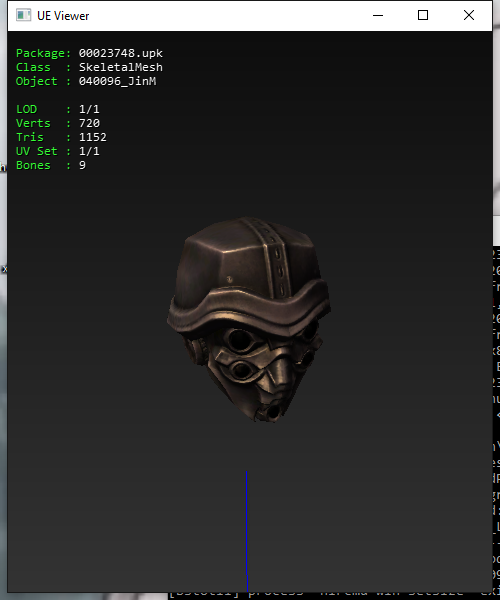 UE Viewer
Package: 00023748.upk
Class : SkeletalMesh
Object : 040096_JinM
LOD : 1/1
Verts : 720
Tris : 1152
UV Set : 1/1
Bones : 9